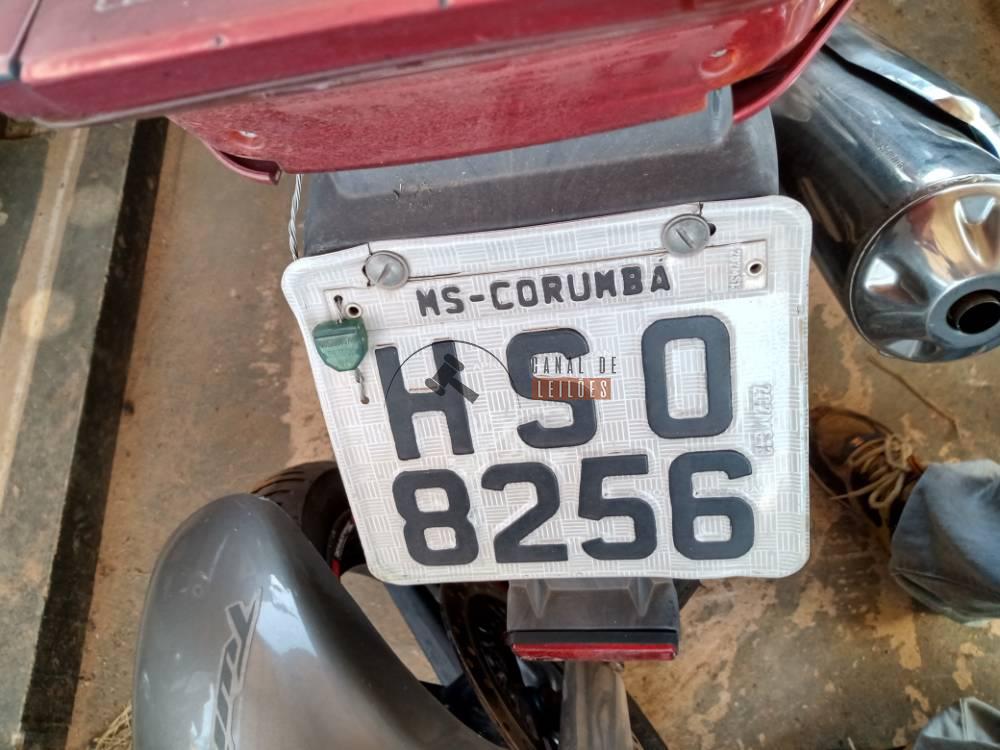 MS-CORUMBÁ
HSO
8256
CANAL DE
LEILÕES